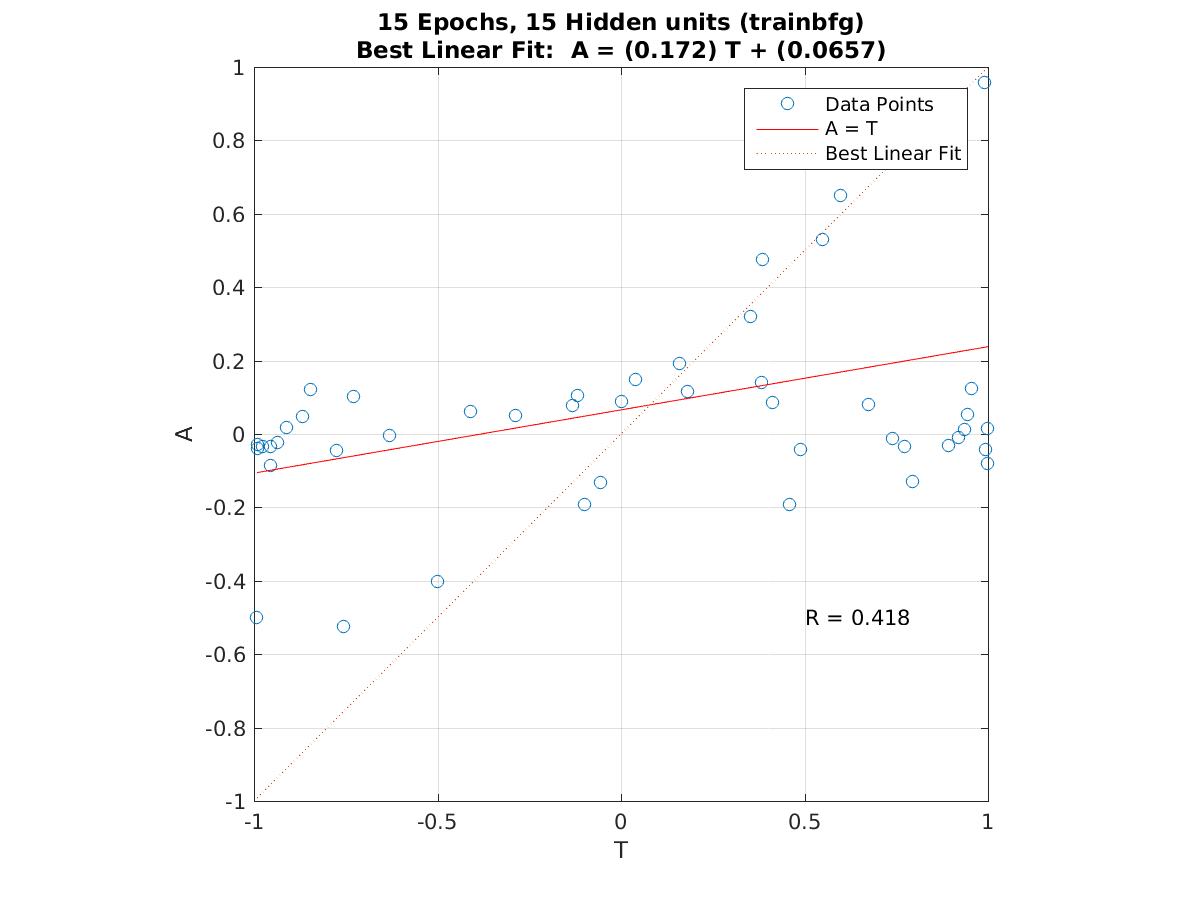 15 Epochs, 15 Hidden units (trainbfg)
Best Linear Fit:  A = (0.172) T + (0.0657)
1
0.8
0.6
0.4
0.2
0
-0.2
-0.4
-0.6
-0.8
-1
A
Data Points
A = T
Best Linear Fit
R = 0.418
-1
-0.5
0
0.5
1
T